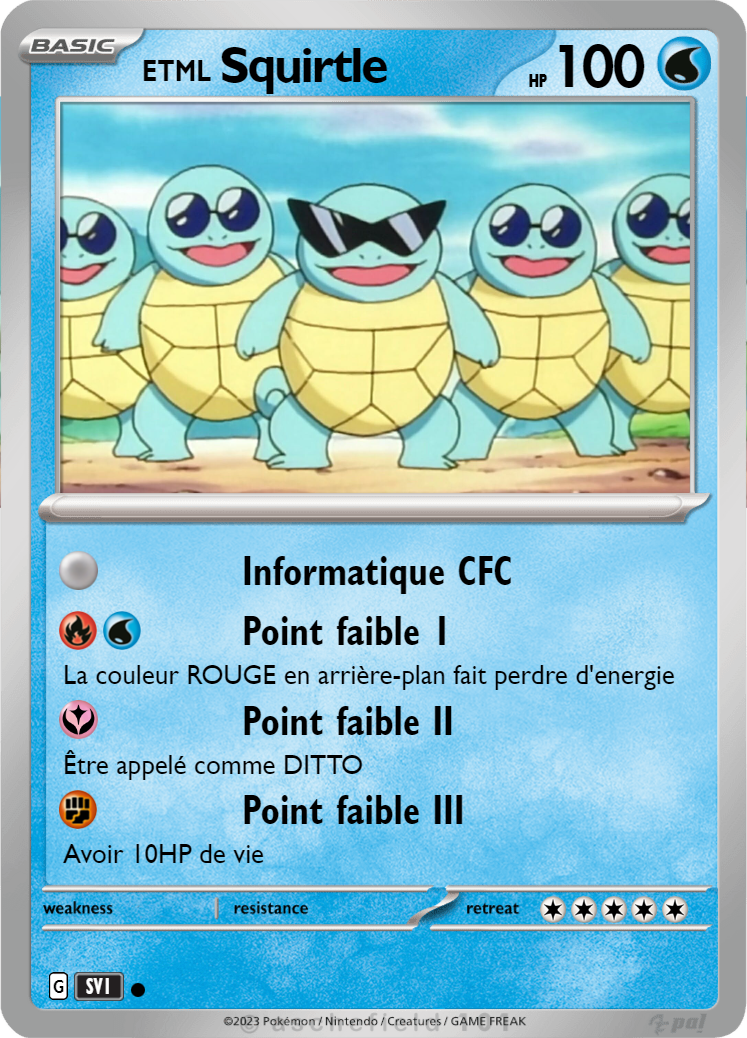 BASIC
ETML Squirtle HP 100
Informatique CFC
Point faible I
La couleur ROUGE en arrière-plan fait perdre d'energie
Point faible II
Être appelé comme DITTO
Point faible III
Avoir 10HP de vie
weakness resistance retreat
G SVI
©2023 Pokémon / Nintendo / Creatures / GAME FREAK